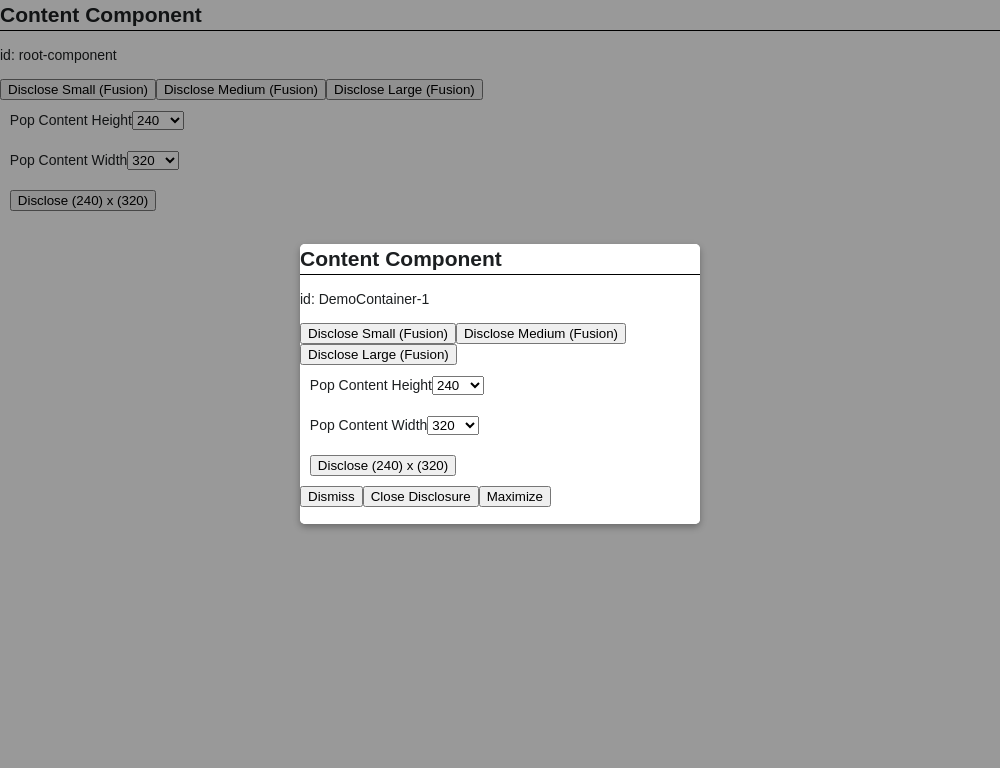 Content Component
id: root-component
Disclose Small (Fusion) Disclose Medium (Fusion) Disclose Large (Fusion)
Pop Content Height 240
Pop Content Width 320
Disclose (240) x (320)
Content Component
id: DemoContainer-1
Disclose Small (Fusion) Disclose Medium (Fusion)
Disclose Large (Fusion)
Pop Content Height 240
Pop Content Width 320
Disclose (240) x (320)
Dismiss Close Disclosure Maximize